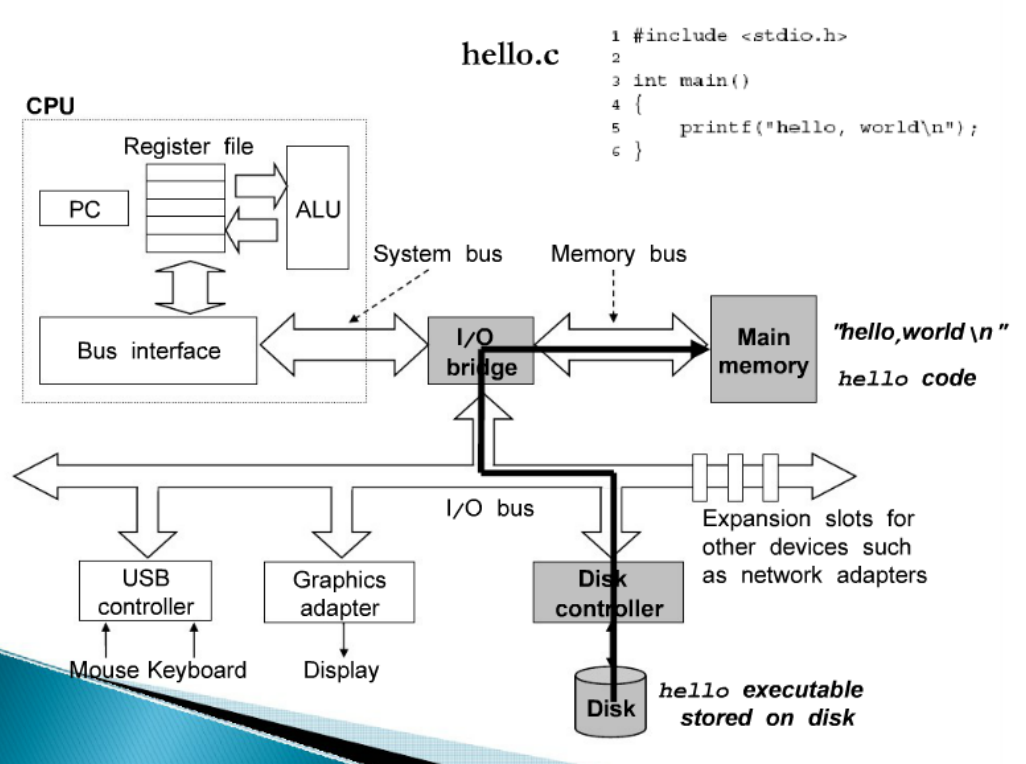 hello.c
1 #include <stdio.h>
2
3 int main()
4 {
5     printf("hello, world\n");
6 }
CPU
Register file
PC
ALU
System bus
Memory bus
Bus interface
I/O
bridge
Main
memory
"hello,world\n"
hello code
I/O bus
Expansion slots for
other devices such
as network adapters
USB
controller
Graphics
adapter
Disk
controller
Mouse Keyboard
Display
Disk
hello executable
stored on disk